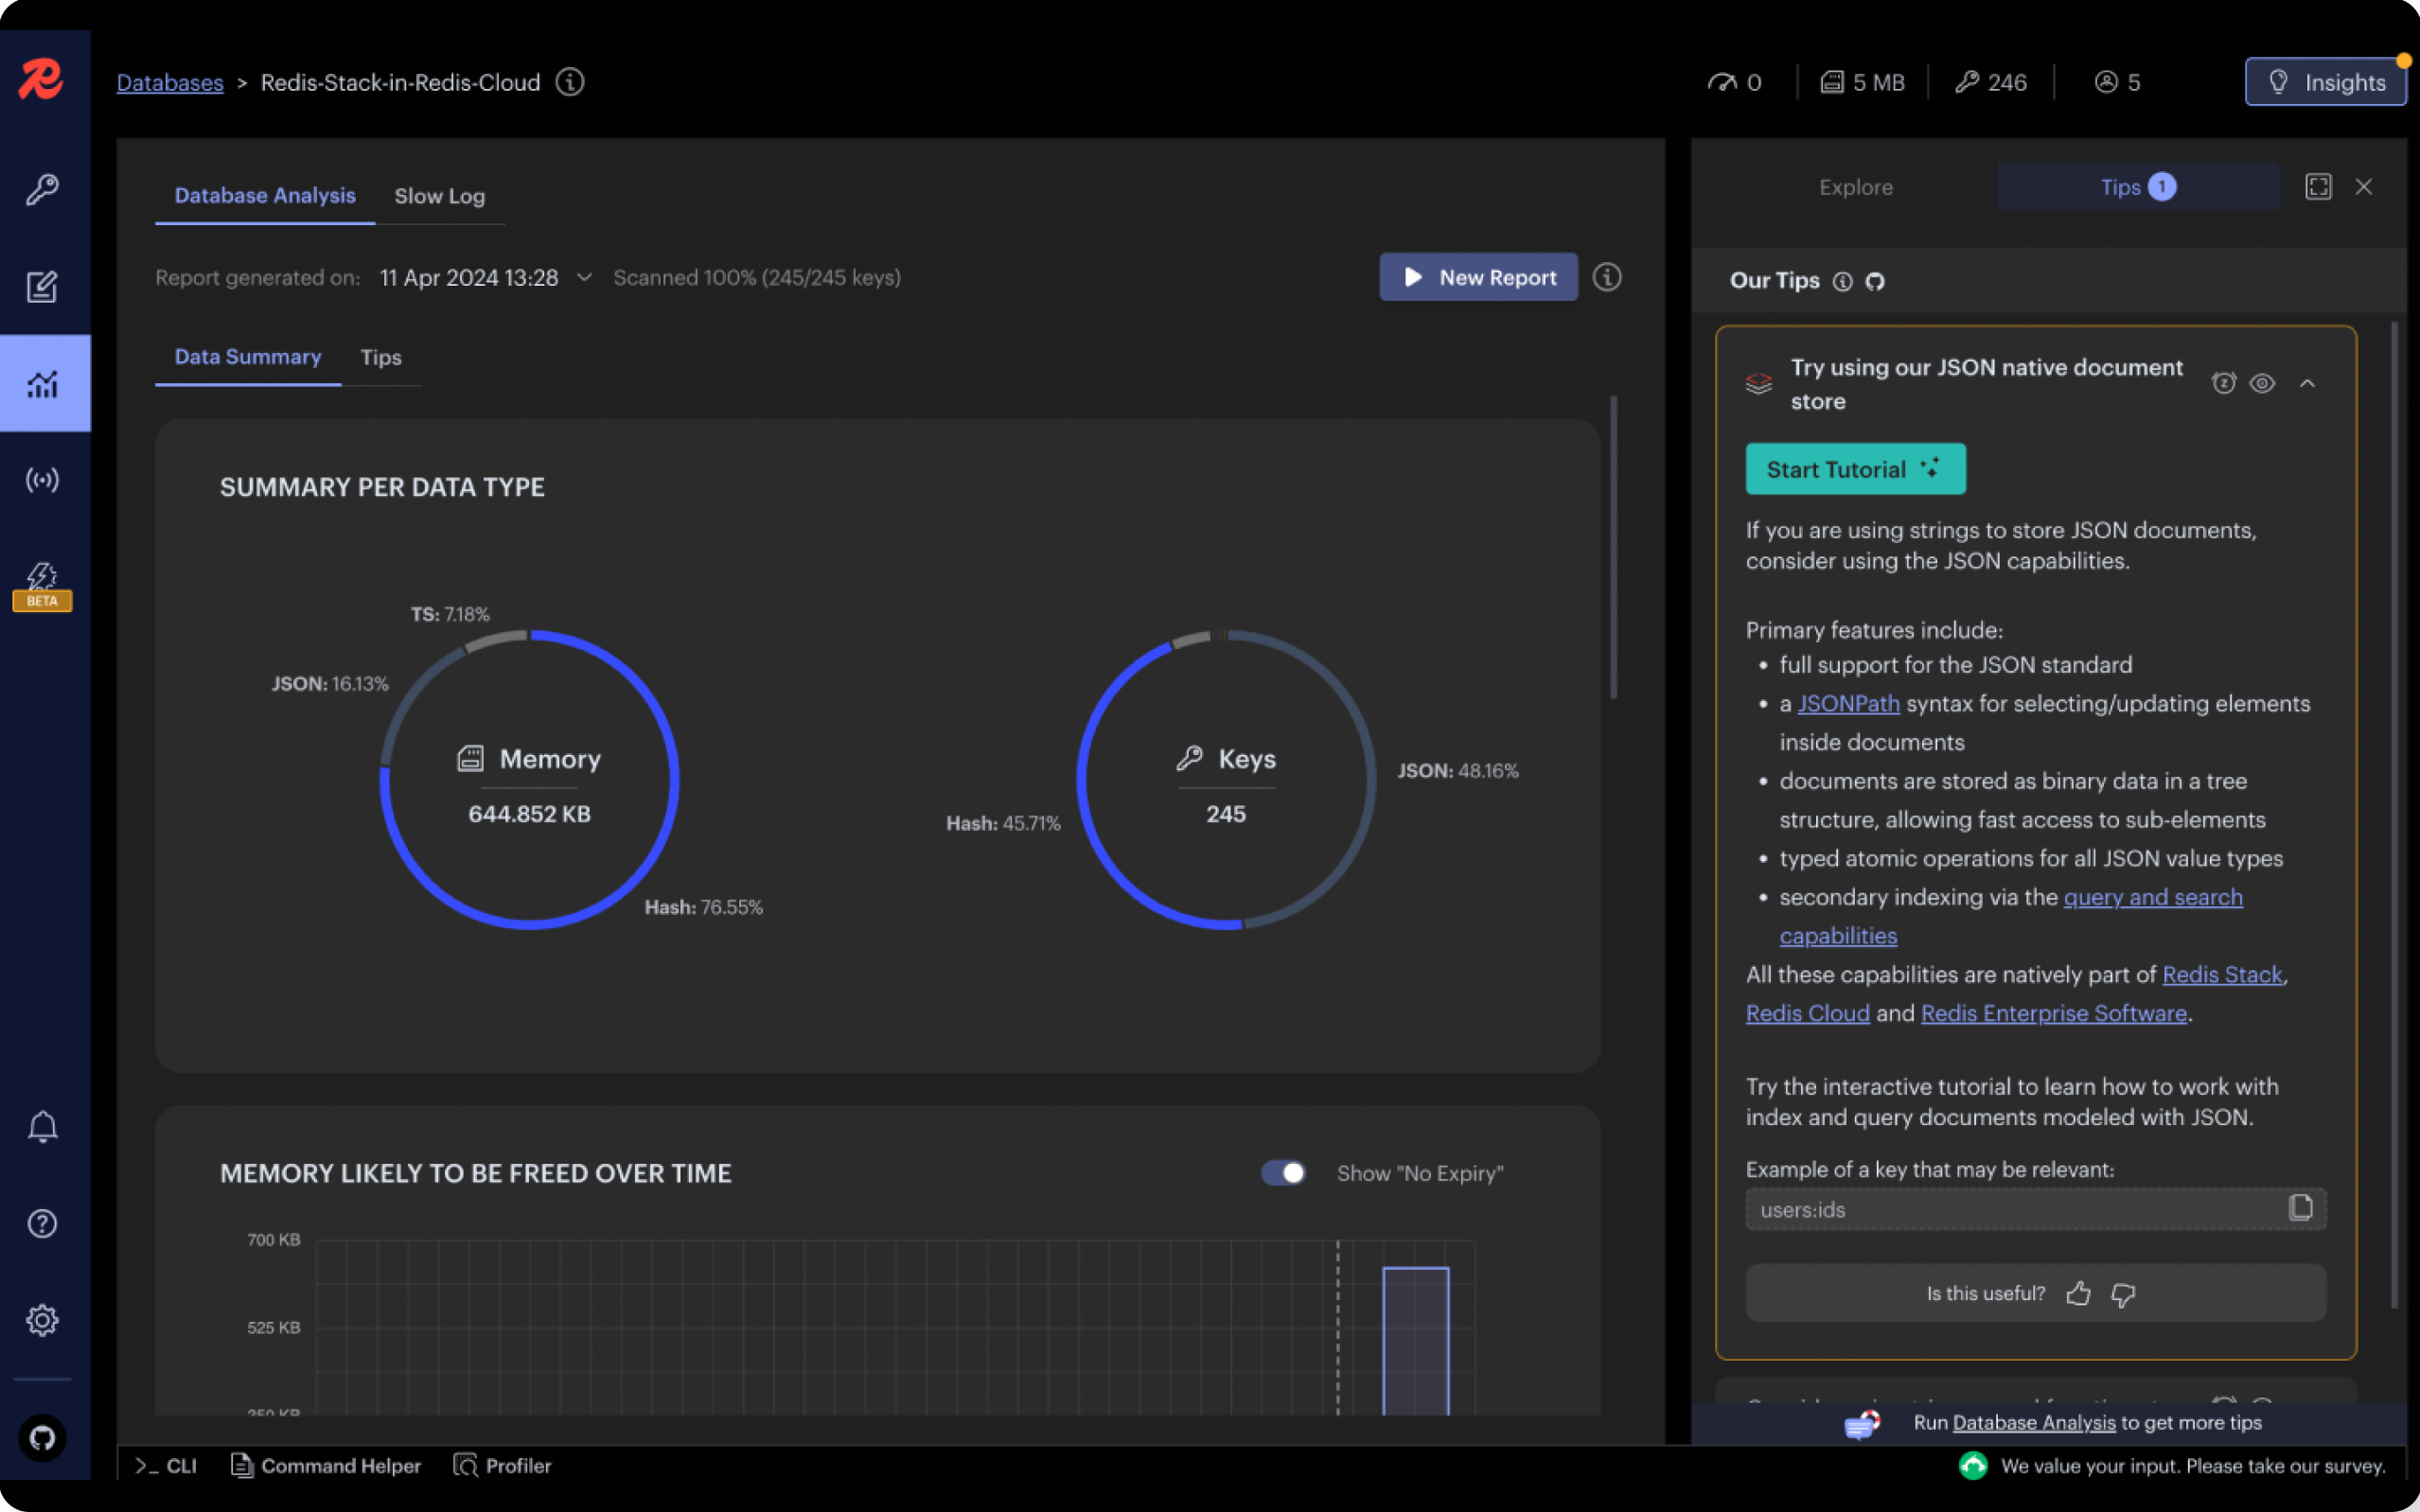 Databases > Redis-Stack-in-Redis-Cloud
0
5 MB
246
5
Insights
BETA
Database Analysis
Slow Log
Report generated on: 11 Apr 2024 13:28 Scanned 100% (245/245 keys)
New Report
Data Summary
Tips
SUMMARY PER DATA TYPE
TS: 7.18%
JSON: 16.13%
Memory
644.852 KB
Hash: 76.55%
Keys
245
JSON: 48.16%
Hash: 45.71%
MEMORY LIKELY TO BE FREED OVER TIME
Show "No Expiry"
700 KB
525 KB
350 KB
Explore
Tips 1
Our Tips
Try using our JSON native document
store
Start Tutorial
If you are using strings to store JSON documents,
consider using the JSON capabilities.
Primary features include:
• full support for the JSON standard
• a JSONPath syntax for selecting/updating elements
inside documents
• documents are stored as binary data in a tree
structure, allowing fast access to sub-elements
• typed atomic operations for all JSON value types
• secondary indexing via the query and search
capabilities
All these capabilities are natively part of Redis Stack,
Redis Cloud and Redis Enterprise Software.
Try the interactive tutorial to learn how to work with
index and query documents modeled with JSON.
Example of a key that may be relevant:
users:ids
Is this useful?
Run Database Analysis to get more tips
>_ CLI
Command Helper
Profiler
We value your input. Please take our survey.